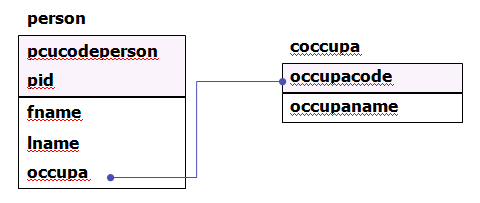 person
pcucodeperson
pid
fname
lname
occupa
coccupa
occupacode
occupaname